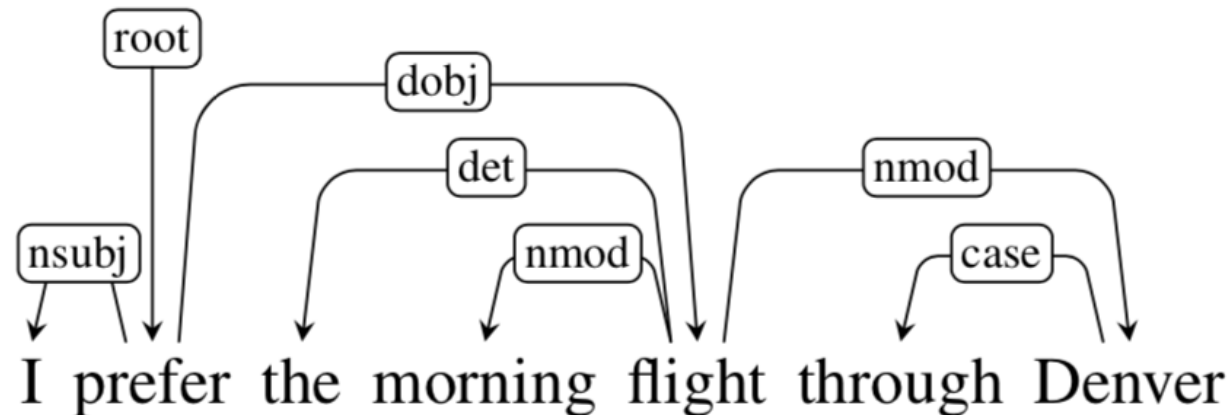 root
dobj
det
nmod
nsubj
nmod
case
I prefer the morning flight through Denver